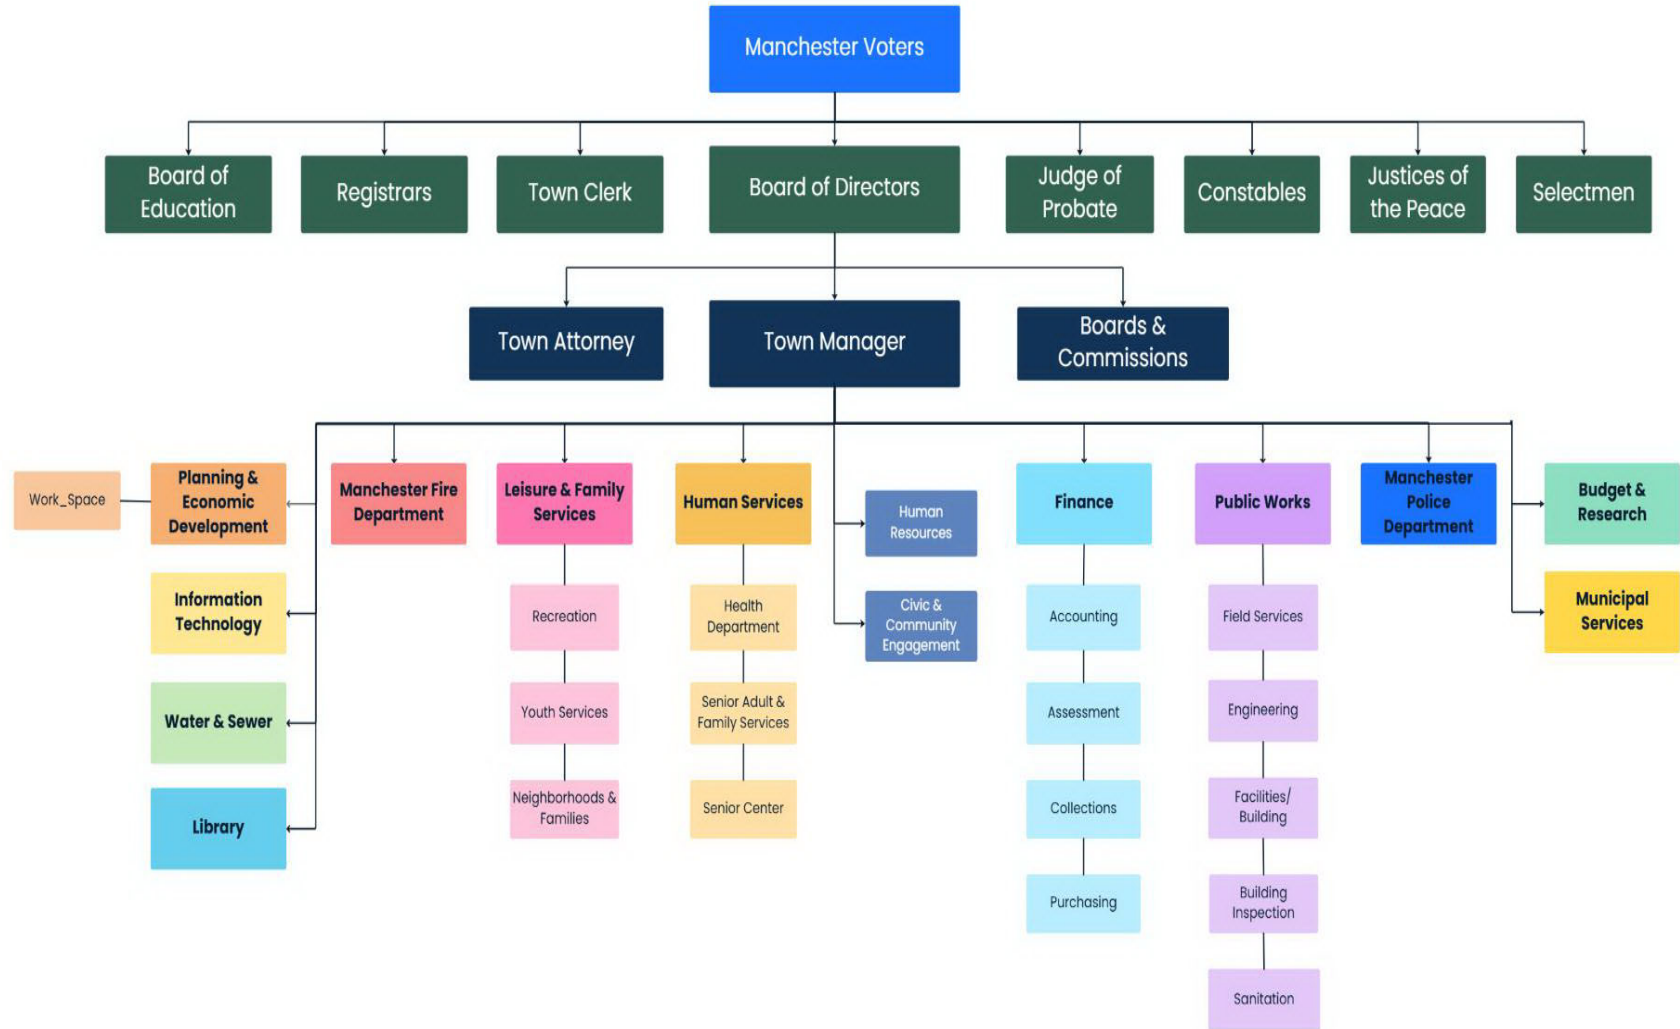 Manchester Voters
Board of
Education
Registrars
Town Clerk
Board of Directors
Judge of
Probate
Constables
Justices of
the Peace
Selectmen
Town Attorney
Town Manager
Boards &
Commissions
Work_Space
Planning &
Economic
Development
Manchester Fire
Department
Leisure & Family
Services
Human Services
Human
Resources
Finance
Public Works
Manchester
Police
Department
Budget &
Research
Information
Technology
Recreation
Health
Department
Civic &
Community
Engagement
Accounting
Field Services
Municipal
Services
Water & Sewer
Youth Services
Senior Adult &
Family Services
Assessment
Engineering
Library
Neighborhoods &
Families
Senior Center
Collections
Facilities/
Building
Purchasing
Building
Inspection
Sanitation